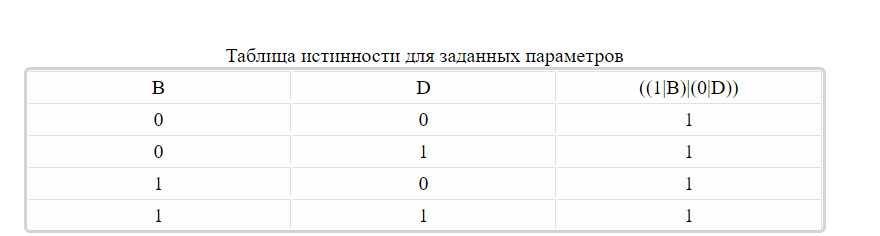 Таблица истинности для заданных параметров
B D ((1|B)|(0|D))
0 0 1
0 1 1
1 0 1
1 1 1